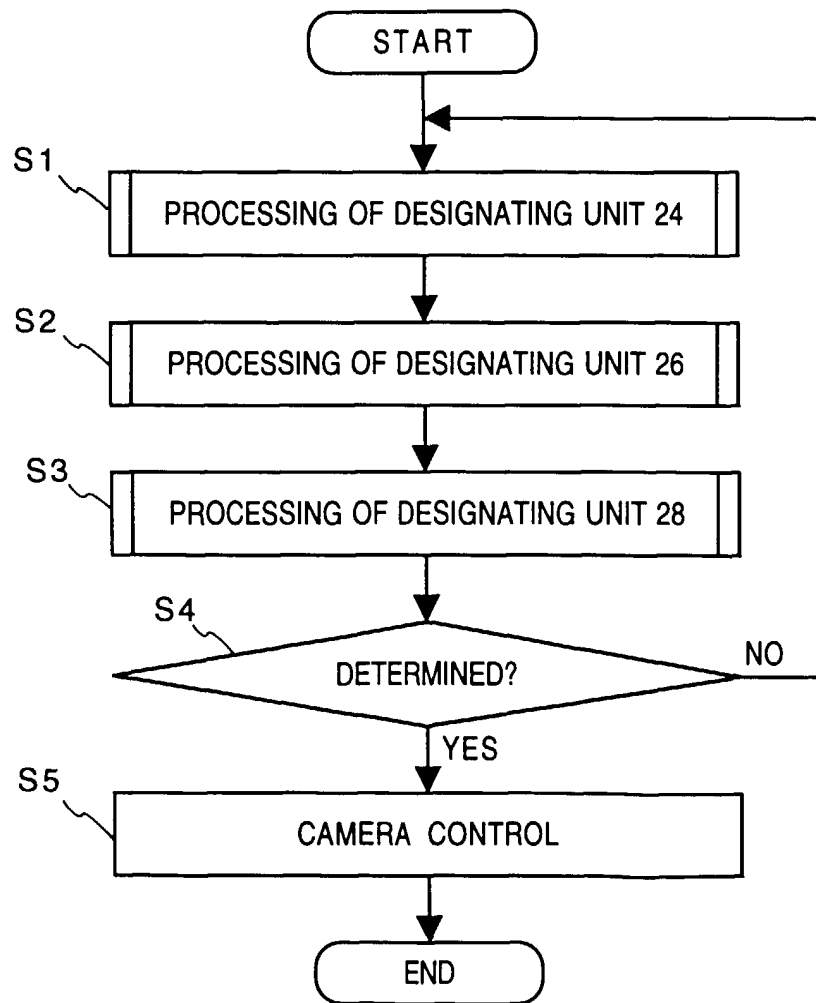 START
S1
PROCESSING OF DESIGNATING UNIT 24
S2
PROCESSING OF DESIGNATING UNIT 26
S3
PROCESSING OF DESIGNATING UNIT 28
S4
DETERMINED?
NO
YES
S5
CAMERA CONTROL
END